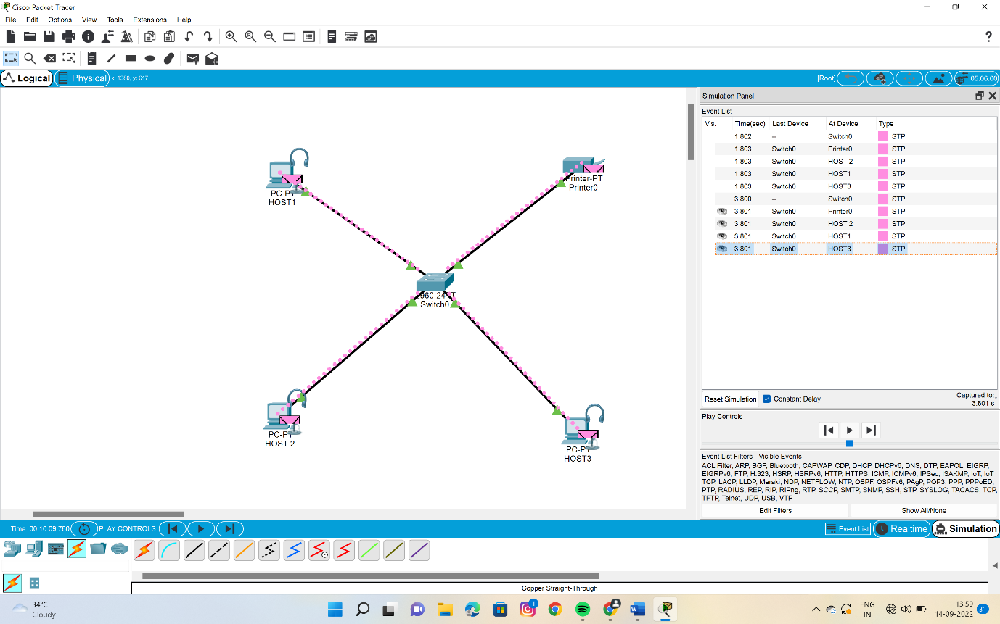 Cisco Packet Tracer
File Edit Options View Tools Extensions Help
Logical Physical x: 1380, y: 617 [Root] 05:06:00
Simulation Panel
Event List
Vis. Time(sec) Last Device At Device Type
1.802 -- Switch0 STP
1.803 Switch0 Printer0 STP
1.803 Switch0 HOST 2 STP
1.803 Switch0 HOST1 STP
1.803 Switch0 HOST3 STP
3.800 -- Switch0 STP
3.801 Switch0 Printer0 STP
3.801 Switch0 HOST 2 STP
3.801 Switch0 HOST1 STP
3.801 Switch0 HOST3 STP
PC-PT
HOST1
Printer-PT
Printer0
2960-24TT
Switch0
PC-PT
HOST 2
PC-PT
HOST3
Reset Simulation Constant Delay Captured to:
3.801 s
Play Controls
Event List Filters - Visible Events
ACL Filter, ARP, BGP, Bluetooth, CAPWAP, CDP, DHCP, DHCPv6, DNS, DTP, EAPOL, EIGRP,
EIGRPv6, FTP, H.323, HSRP, HSRPv6, HTTP, HTTPS, ICMP, ICMPv6, IPSec, ISAKMP, IoT, IoT
TCP, LACP, LLDP, Meraki, NDP, NETFLOW, NTP, OSPF, OSPFv6, PAgP, POP3, PPP, PPPoED,
PTP, RADIUS, REP, RIP, RIPng, RTP, SCCP, SMTP, SNMP, SSH, STP, SYSLOG, TACACS, TCP,
TFTP, Telnet, UDP, USB, VTP
Edit Filters Show All/None
Time: 00:10:09.780 PLAY CONTROLS: Event List Realtime Simulation
Copper Straight-Through
34°C
Cloudy
1
ENG
IN
13:59
14-09-2022
31